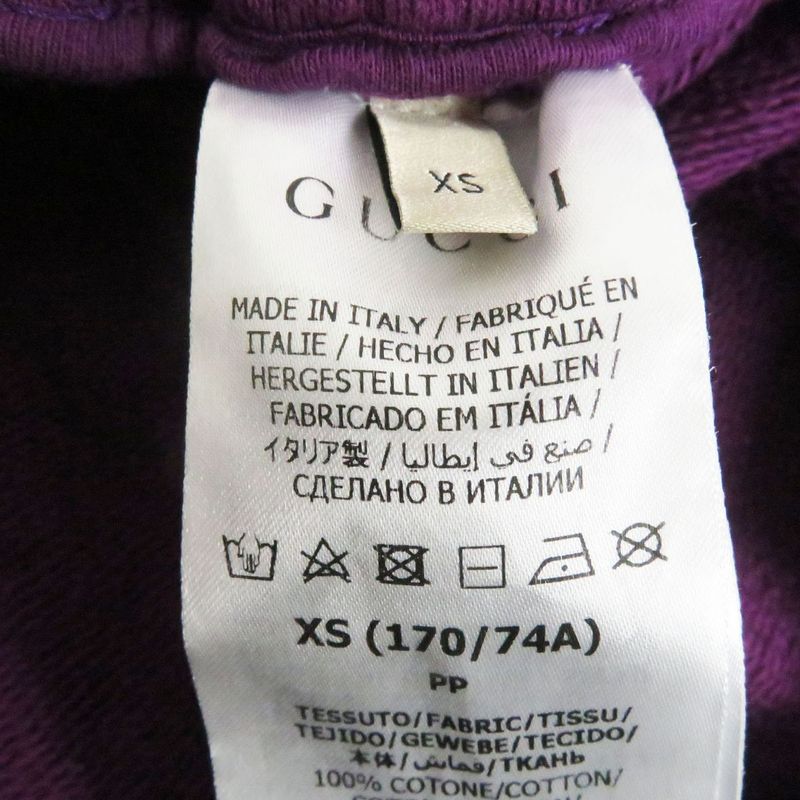 XS
GUCCI
MADE IN ITALY / FABRIQUÉ EN
ITALIE / HECHO EN ITALIA /
HERGESTELLT IN ITALIEN /
FABRICADO EM ITÁLIA /
イタリア製 / صنع في إيطاليا /
СДЕЛАНО В ИТАЛИИ
XS (170/74A)
PP
TESSUTO/FABRIC/TISSU/
TEJIDO/GEWEBE/TECIDO/
本体/قماش/ТКАНЬ
100% COTONE/COTTON/